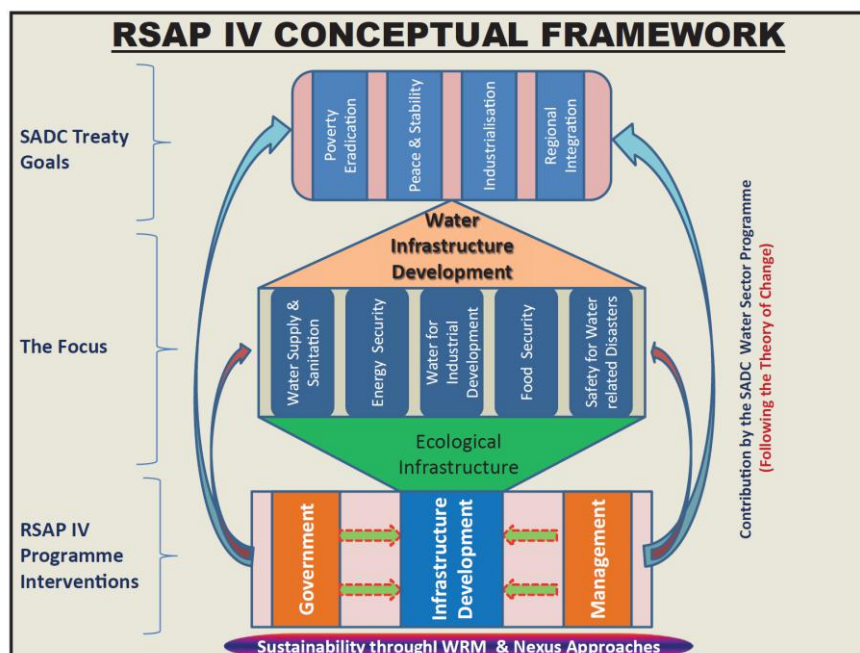 RSAP IV CONCEPTUAL FRAMEWORK
SADC Treaty
Goals
Poverty
Eradication
Peace & Stability
Industrialisation
Regional
Integration
Water
Infrastructure
Development
The Focus
Water Supply &
Sanitation
Energy Security
Water for
Industrial
Development
Food Security
Safety for Water
related Disasters
Ecological
Infrastructure
RSAP IV
Programme
Interventions
Government
Infrastructure
Development
Management
Contribution by the SADC Water Sector Programme
(Following the Theory of Change)
Sustainability throughI WRM & Nexus Approaches